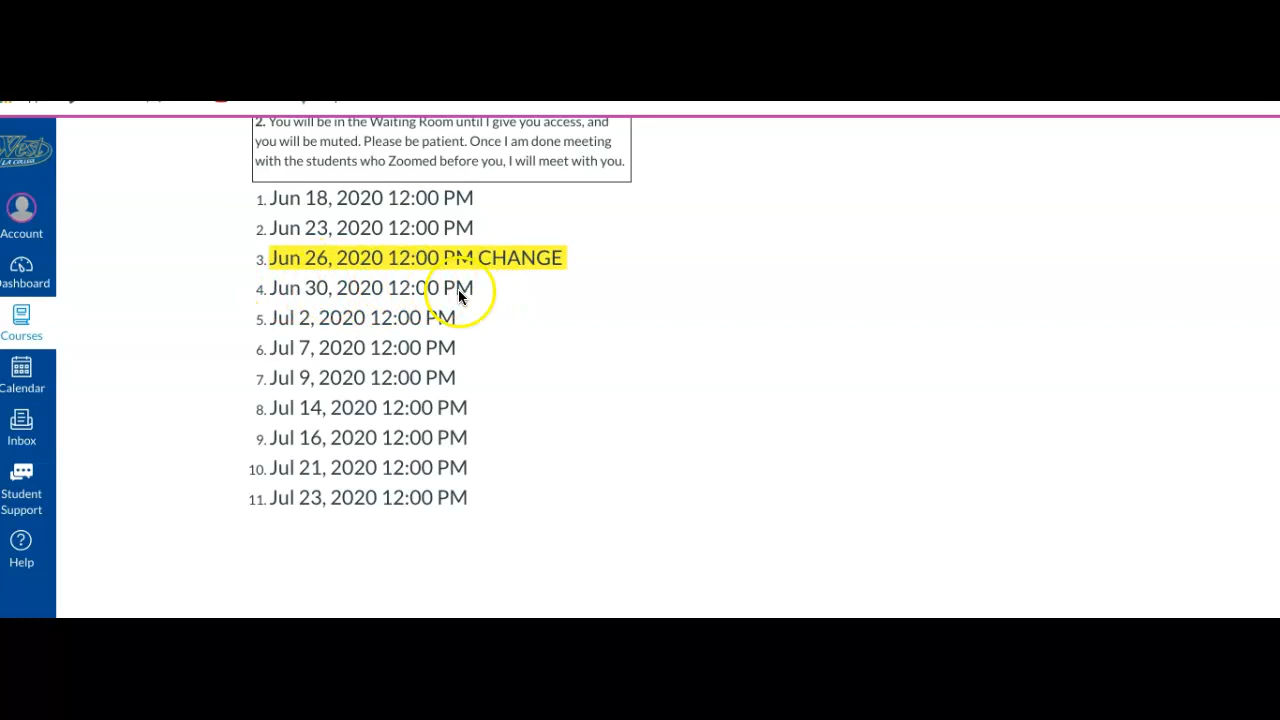 2. You will be in the Waiting Room until I give you access, and
you will be muted. Please be patient. Once I am done meeting
with the students who Zoomed before you, I will meet with you.
1. Jun 18, 2020 12:00 PM
2. Jun 23, 2020 12:00 PM
3. Jun 26, 2020 12:00 PM CHANGE
4. Jun 30, 2020 12:00 PM
5. Jul 2, 2020 12:00 PM
6. Jul 7, 2020 12:00 PM
7. Jul 9, 2020 12:00 PM
8. Jul 14, 2020 12:00 PM
9. Jul 16, 2020 12:00 PM
10. Jul 21, 2020 12:00 PM
11. Jul 23, 2020 12:00 PM
West
LA COLLEGE
Account
Dashboard
Courses
Calendar
Inbox
Student
Support
Help